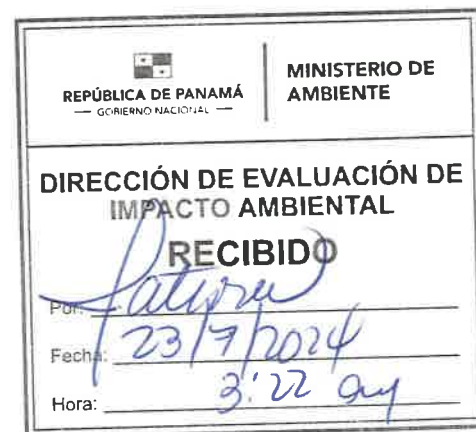 REPÚBLICA DE PANAMÁ
— GOBIERNO NACIONAL —
MINISTERIO DE
AMBIENTE
DIRECCIÓN DE EVALUACIÓN DE
IMPACTO AMBIENTAL
RECIBIDO
Por:
Fecha: 23/7/2024
Hora: 3:22